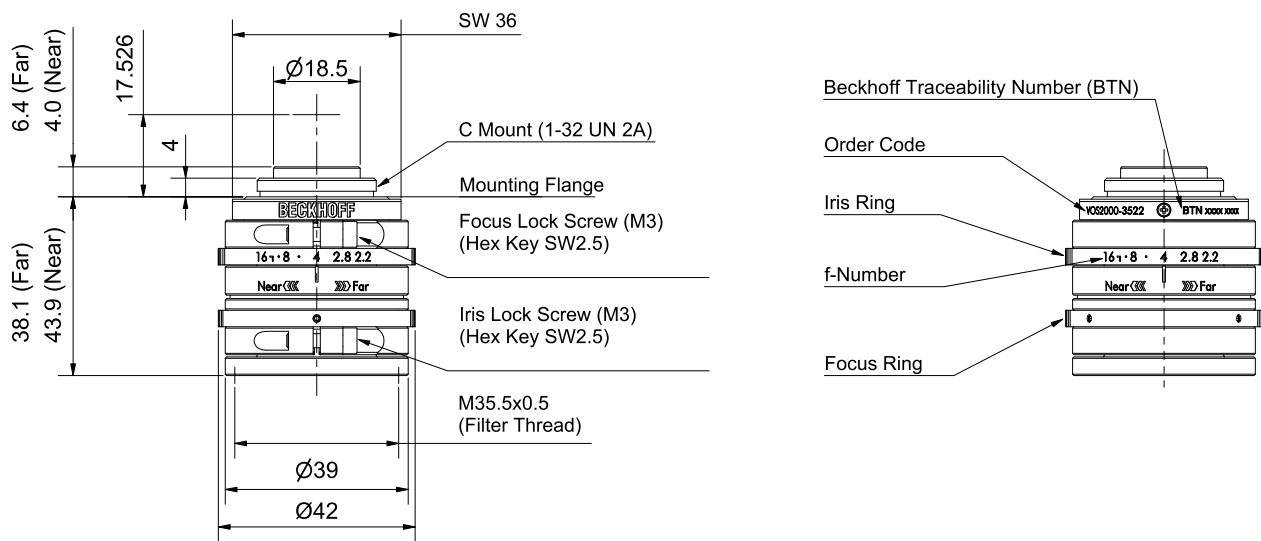 SW 36
6.4 (Far)
4.0 (Near)
17.526
4
Ø18.5
C Mount (1-32 UN 2A)
Mounting Flange
BECKHOFF
Focus Lock Screw (M3)
(Hex Key SW2.5)
16 8 4 2.8 2.2
Near Far
38.1 (Far)
43.9 (Near)
Iris Lock Screw (M3)
(Hex Key SW2.5)
M35.5x0.5
(Filter Thread)
Ø39
Ø42
Beckhoff Traceability Number (BTN)
Order Code
Iris Ring
VOS2000-3522 BTN xxxx xxxx
16 8 4 2.8 2.2
f-Number
Near Far
Focus Ring